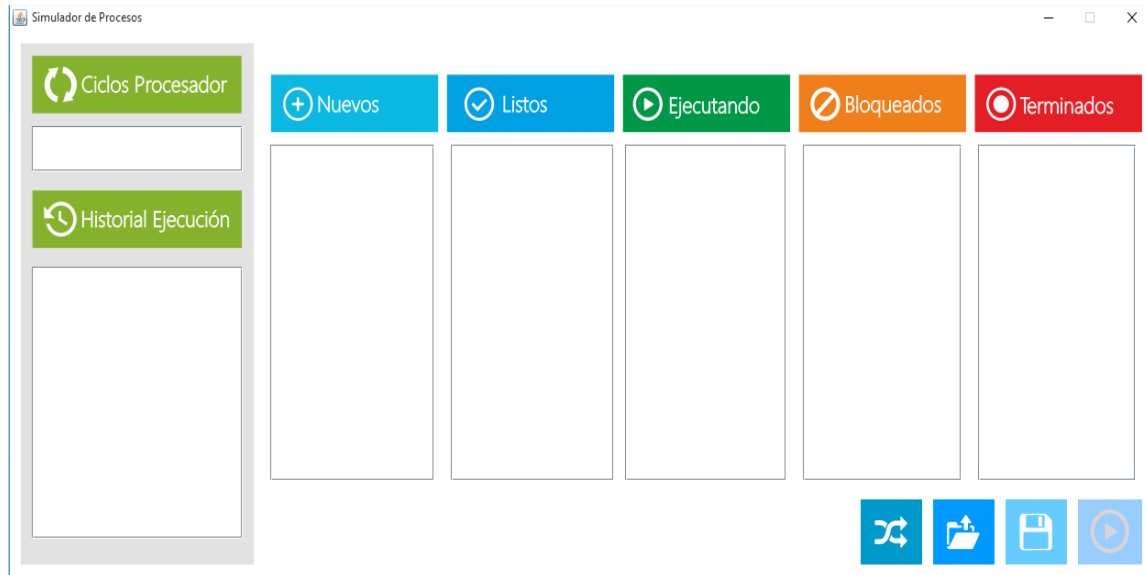 Simulador de Procesos
Ciclos Procesador
Historial Ejecución
Nuevos
Listos
Ejecutando
Bloqueados
Terminados